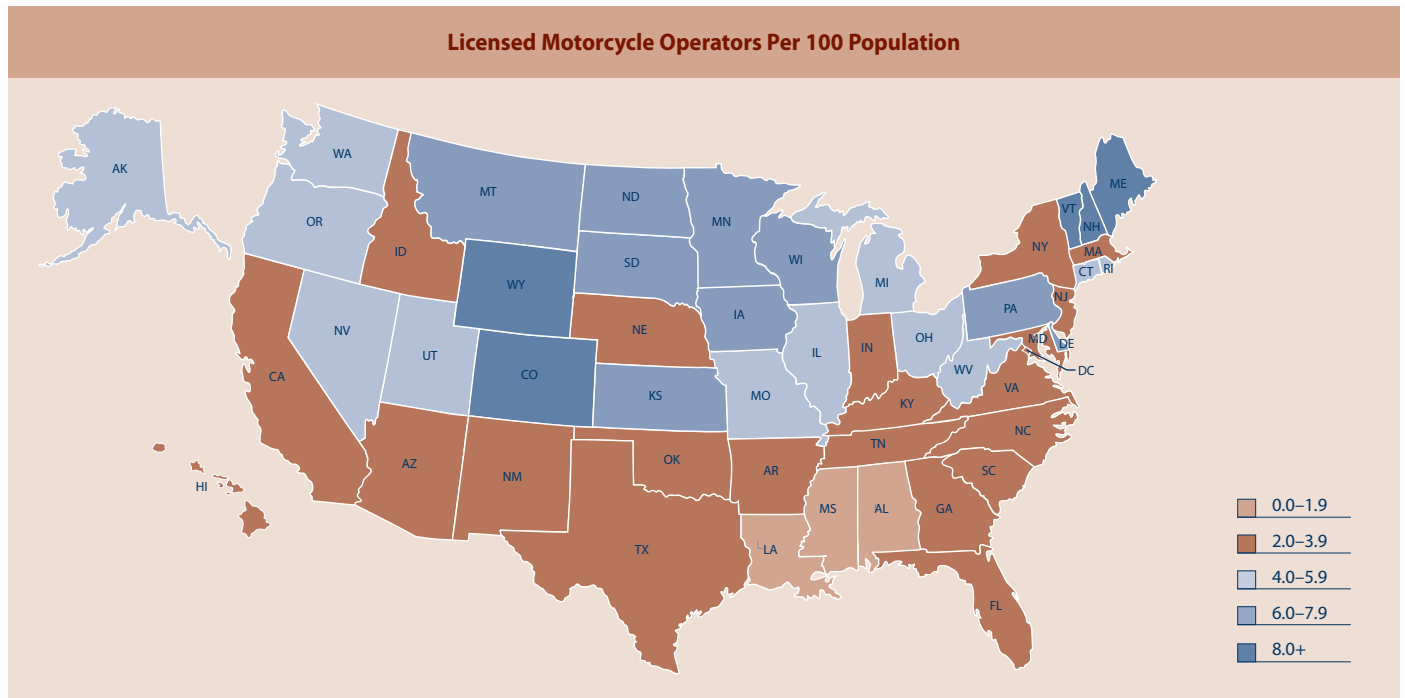 Licensed Motorcycle Operators Per 100 Population
AK
WA
MT
ND
MN
ME
VT
NH
OR
ID
SD
WI
NY
MA
CT
RI
WY
MI
IA
PA
NJ
NV
NE
UT
IL
IN
OH
MD
DE
DC
CA
CO
KS
MO
WV
VA
KY
NC
TN
AZ
NM
OK
AR
SC
HI
MS
AL
GA
TX
LA
FL
0.0–1.9
2.0–3.9
4.0–5.9
6.0–7.9
8.0+